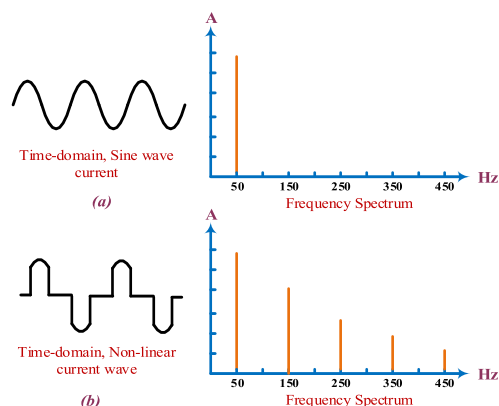 A
Hz
50 150 250 350 450
Frequency Spectrum
Time-domain, Sine wave
current
(a)
A
Hz
50 150 250 350 450
Frequency Spectrum
Time-domain, Non-linear
current wave
(b)